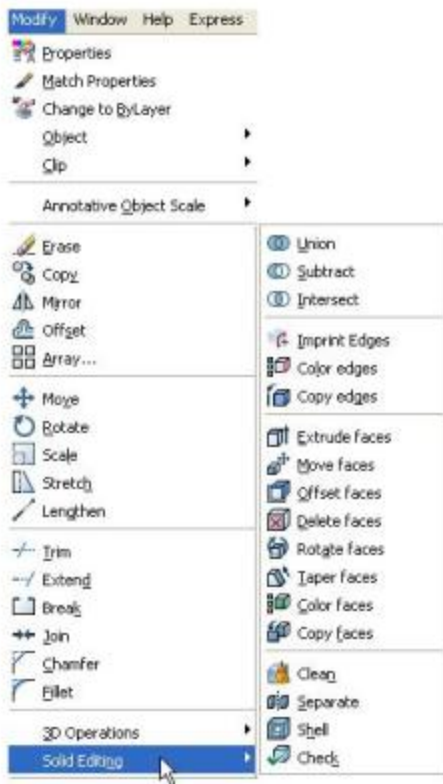 Modify Window Help Express
Properties
Match Properties
Change to ByLayer
Object
Clip
Annotative Object Scale
Erase
Copy
Mirror
Offset
Array...
Move
Rotate
Scale
Stretch
Lengthen
Trim
Extend
Break
Join
Chamfer
Fillet
3D Operations
Solid Editing
Union
Subtract
Intersect
Imprint Edges
Color edges
Copy edges
Extrude faces
Move faces
Offset faces
Delete faces
Rotate faces
Taper faces
Color faces
Copy faces
Clean
Separate
Shell
Check